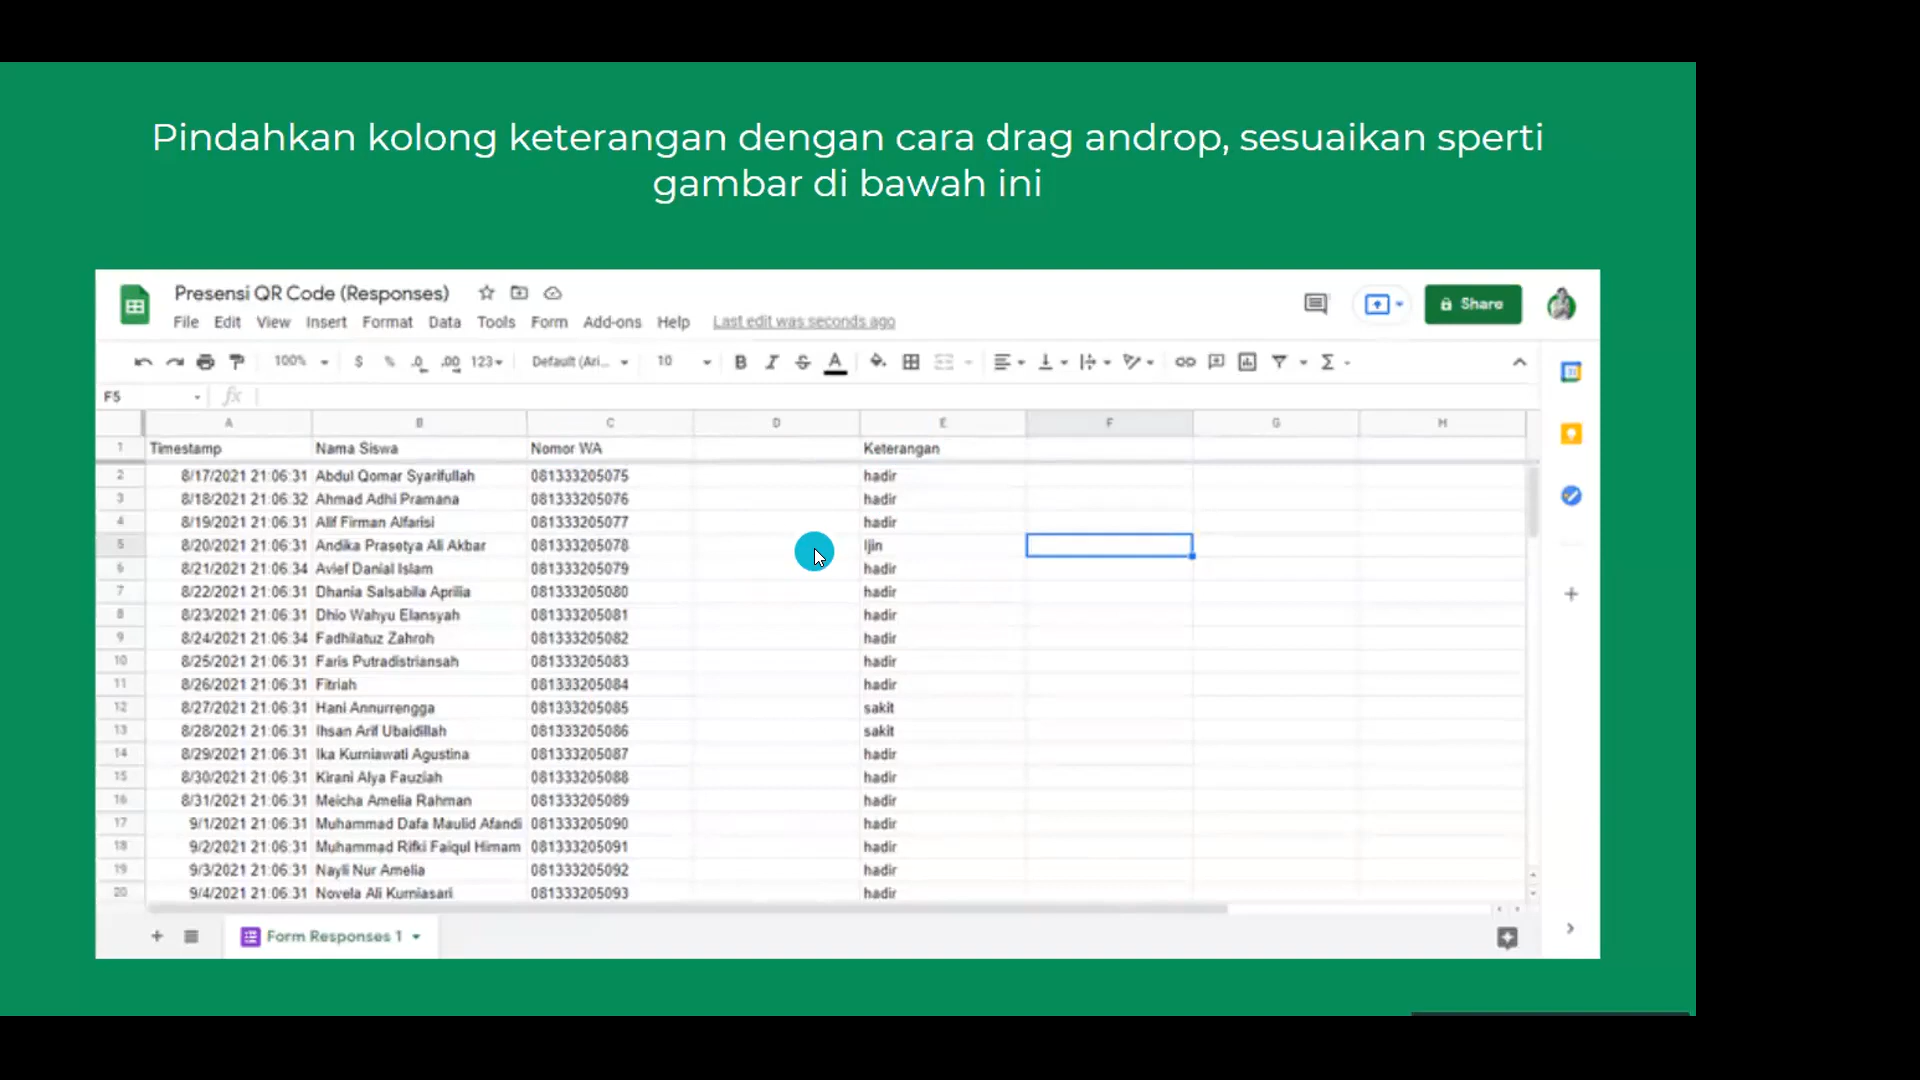 Pindahkan kolong keterangan dengan cara drag androp, sesuaikan sperti
gambar di bawah ini
Presensi QR Code (Responses)
Share
File Edit View Insert Format Data Tools Form Add-ons Help Last edit was seconds ago
100% $ % .0 .00 123 Default (Ari... 10 B I S A Σ
F5 fx
A B C D E F G H
1 Timestamp Nama Siswa Nomor WA Keterangan
2 8/17/2021 21:06:31 Abdul Qomar Syarifullah 081333205075 hadir
3 8/18/2021 21:06:32 Ahmad Adhi Pramana 081333205076 hadir
4 8/19/2021 21:06:31 Alif Firman Alfarisi 081333205077 hadir
5 8/20/2021 21:06:31 Andika Prasetya Ali Akbar 081333205078 Ijin
6 8/21/2021 21:06:34 Avief Danial Islam 081333205079 hadir
7 8/22/2021 21:06:31 Dhania Salsabila Aprilia 081333205080 hadir
8 8/23/2021 21:06:31 Dhio Wahyu Elansyah 081333205081 hadir
9 8/24/2021 21:06:34 Fadhilatuz Zahroh 081333205082 hadir
10 8/25/2021 21:06:31 Faris Putradistriansah 081333205083 hadir
11 8/26/2021 21:06:31 Fitriah 081333205084 hadir
12 8/27/2021 21:06:31 Hani Annurrengga 081333205085 sakit
13 8/28/2021 21:06:31 Ihsan Arif Ubaidillah 081333205086 sakit
14 8/29/2021 21:06:31 Ika Kurniawati Agustina 081333205087 hadir
15 8/30/2021 21:06:31 Kirani Alya Fauziah 081333205088 hadir
16 8/31/2021 21:06:31 Meicha Amelia Rahman 081333205089 hadir
17 9/1/2021 21:06:31 Muhammad Dafa Maulid Afandi 081333205090 hadir
18 9/2/2021 21:06:31 Muhammad Rifki Faiqul Himam 081333205091 hadir
19 9/3/2021 21:06:31 Nayli Nur Amelia 081333205092 hadir
20 9/4/2021 21:06:31 Novela Ali Kurniasari 081333205093 hadir
Form Responses 1